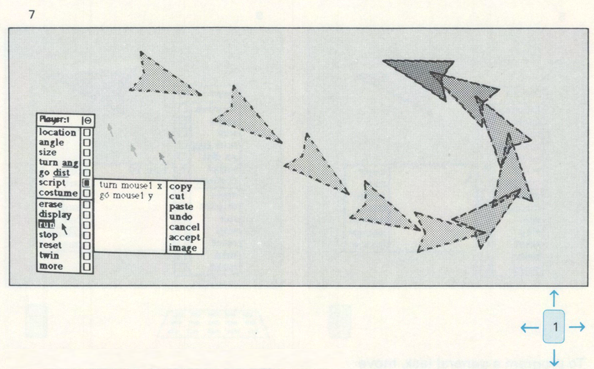 7
Player:1
location
angle
size
turn ang
go dist
script
costume
erase
display
run
stop
reset
twin
more
turn mouse1 x
go mouse1 y
copy
cut
paste
undo
cancel
accept
image
1